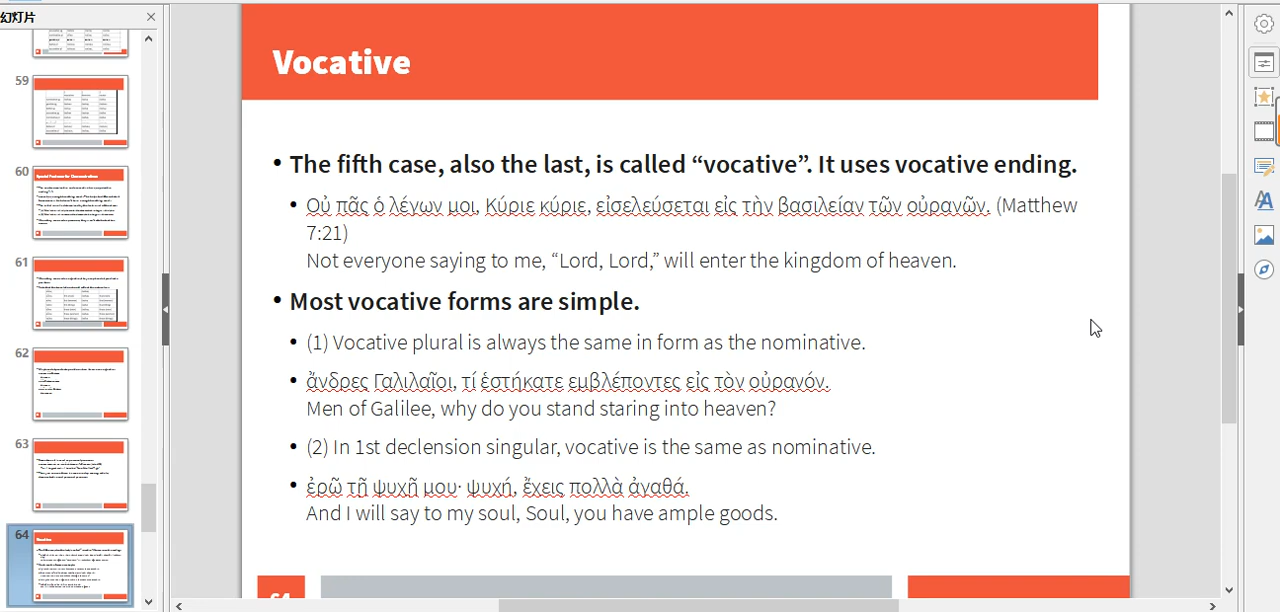 幻灯片
59
60
61
62
63
64
Vocative
• The fifth case, also the last, is called “vocative”. It uses vocative ending.
• Οὐ πᾶς ὁ λέγων μοι, Κύριε κύριε, εἰσελεύσεται εἰς τὴν βασιλείαν τῶν οὐρανῶν. (Matthew
7:21)
Not everyone saying to me, “Lord, Lord,” will enter the kingdom of heaven.
• Most vocative forms are simple.
• (1) Vocative plural is always the same in form as the nominative.
• ἄνδρες Γαλιλαῖοι, τί ἑστήκατε εμβλέποντες εἰς τὸν οὐρανόν.
Men of Galilee, why do you stand staring into heaven?
• (2) In 1st declension singular, vocative is the same as nominative.
• ἐρῶ τῇ ψυχῇ μου· ψυχή, ἔχεις πολλὰ ἀγαθά.
And I will say to my soul, Soul, you have ample goods.
64